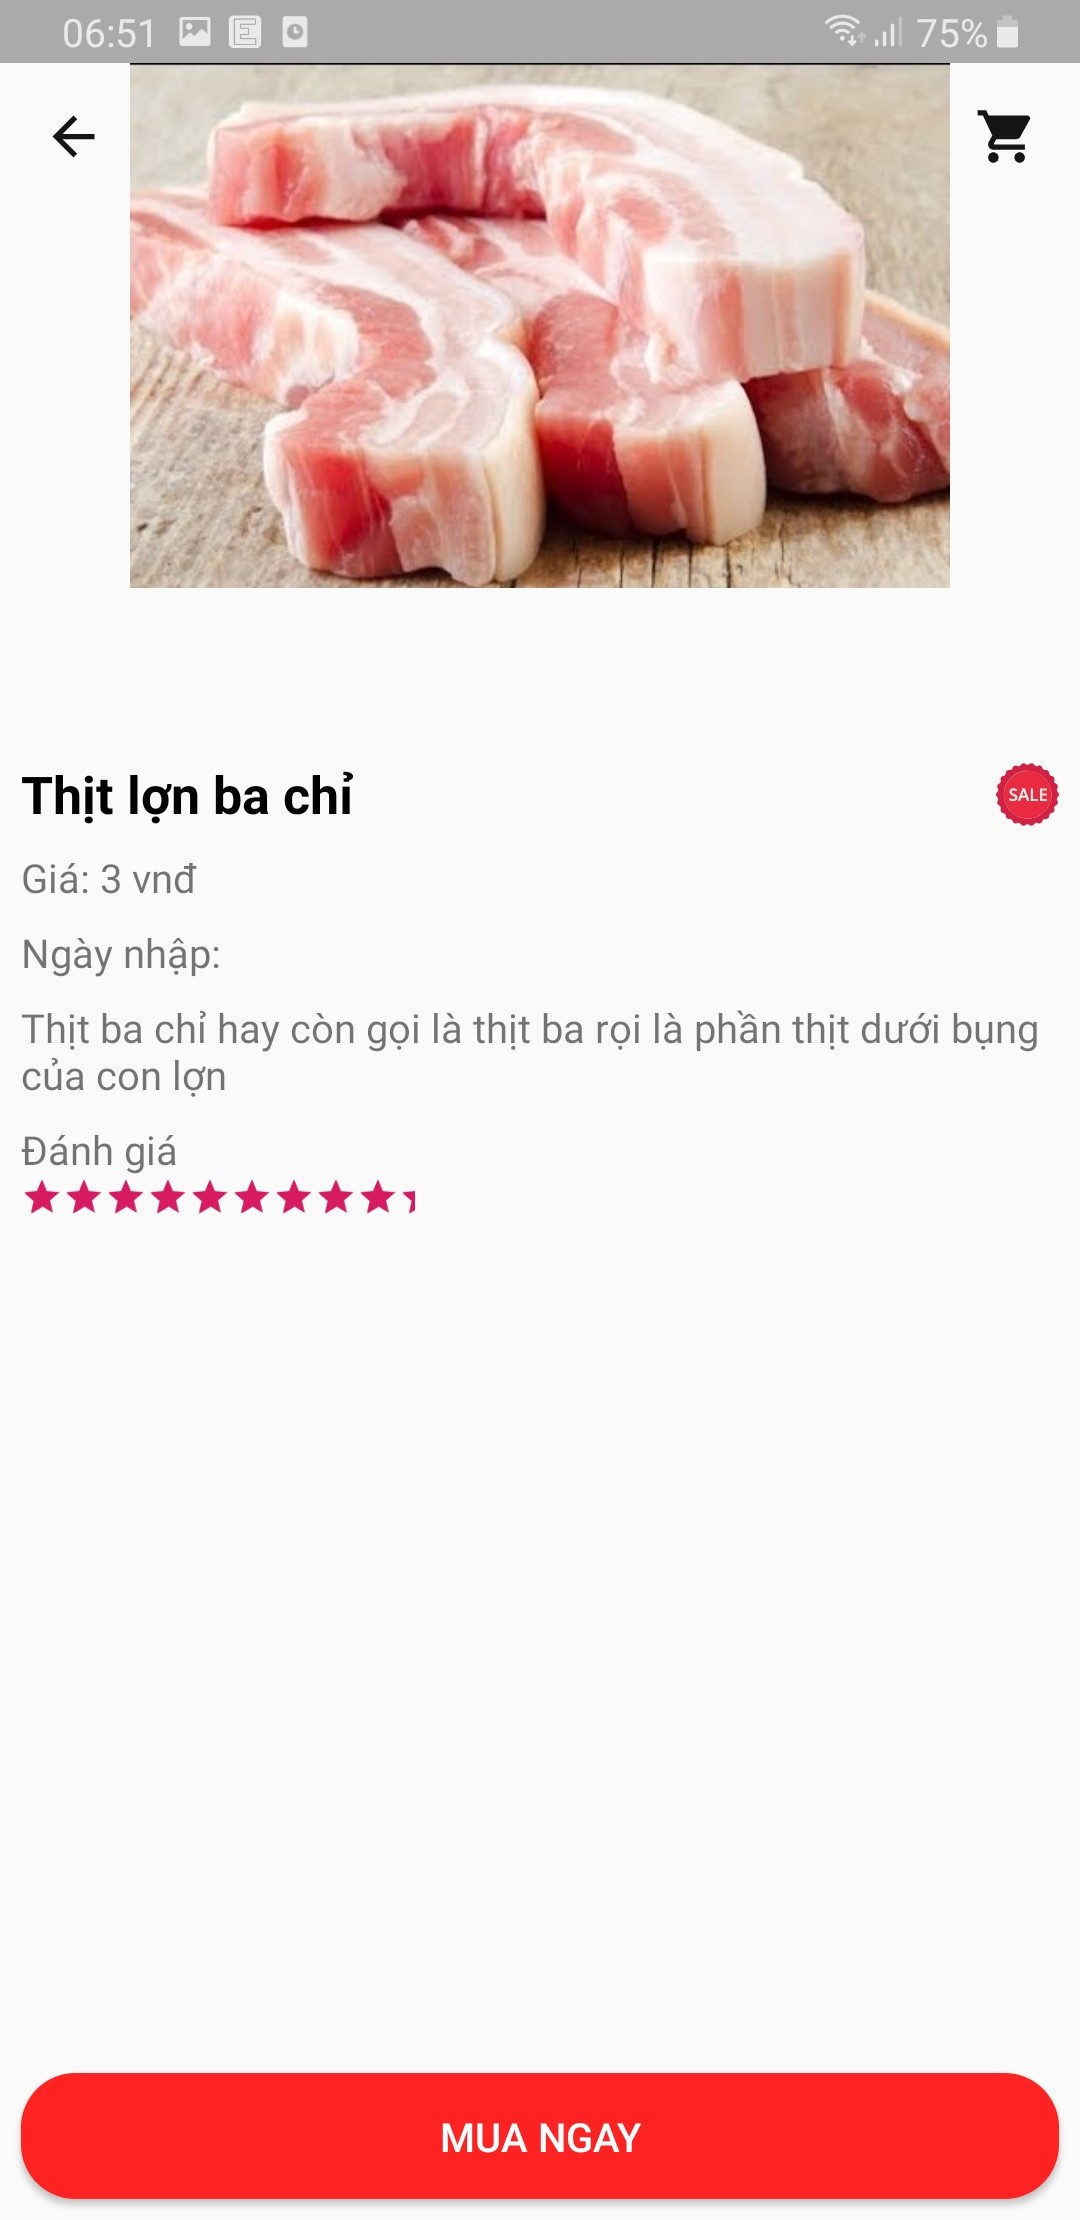 06:51 E 75%
Thịt lợn ba chỉ
SALE
Giá: 3 vnđ
Ngày nhập:
Thịt ba chỉ hay còn gọi là thịt ba rọi là phần thịt dưới bụng
của con lợn
Đánh giá
MUA NGAY